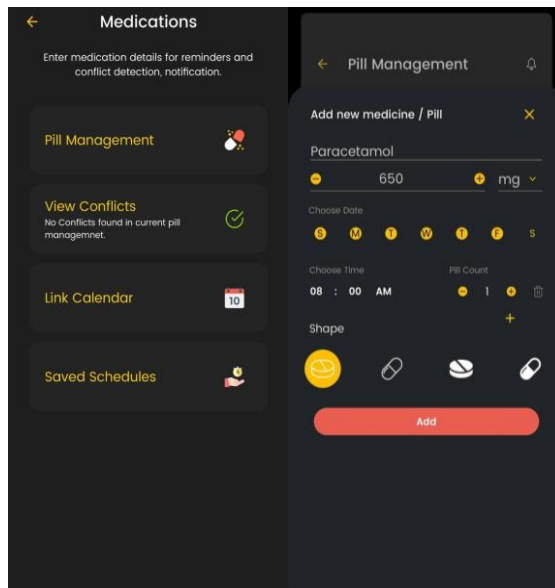 Medications
Enter medication details for reminders and
conflict detection, notification.
Pill Management
View Conflicts
No Conflicts found in current pill
managemnet.
Link Calendar
10
Saved Schedules
Pill Management
Add new medicine / Pill
Paracetamol
650 mg
Choose Date
S M T W T F S
Choose Time Pill Count
08 : 00 AM 1
Shape
Add